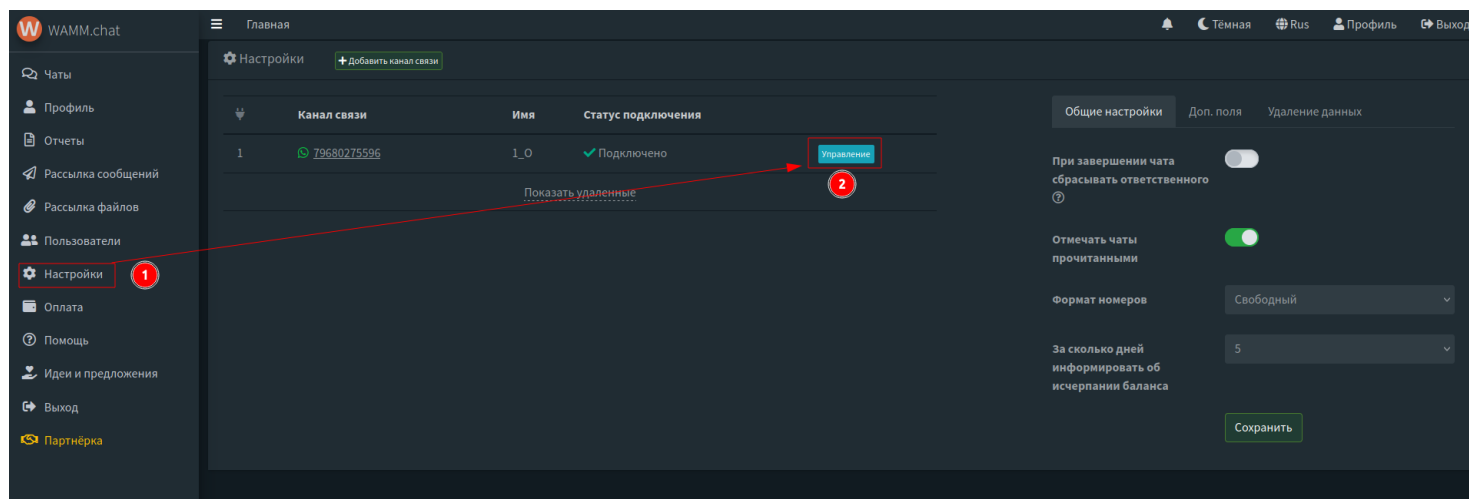 W WAMM.chat
Главная
Тёмная
Rus
Профиль
Выход
Чаты
Профиль
Отчеты
Рассылка сообщений
Рассылка файлов
Пользователи
Настройки
1
Оплата
Помощь
Идеи и предложения
Выход
Партнёрка
Настройки
+ Добавить канал связи
Канал связи Имя Статус подключения
1 79680275596 1_O Подключено Управление
2
Показать удаленные
Общие настройки Доп. поля Удаление данных
При завершении чата
сбрасывать ответственного
Отмечать чаты
прочитанными
Формат номеров Свободный
За сколько дней 5
информировать об
исчерпании баланса
Сохранить